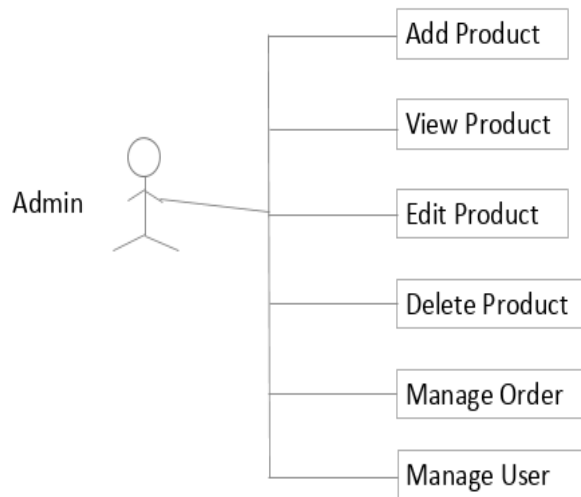 Add Product
View Product
Admin
Edit Product
Delete Product
Manage Order
Manage User